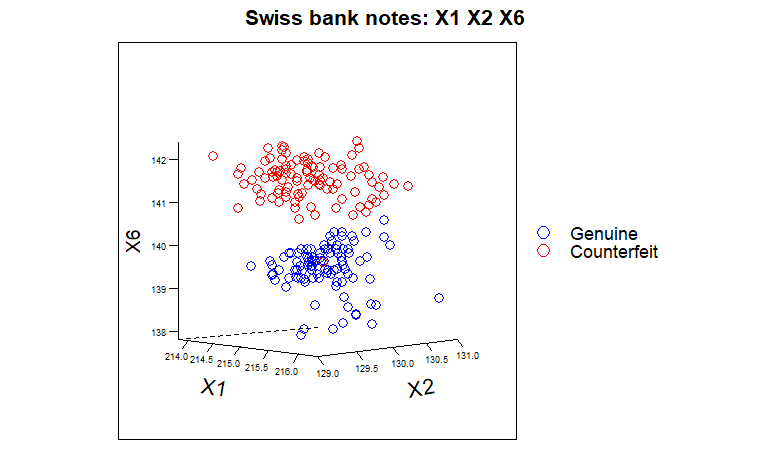 Swiss bank notes: X1 X2 X6
142
141
140
139
138
X6
214.0 214.5 215.0 215.5 216.0
129.0 129.5 130.0 130.5 131.0
X1
X2
Genuine
Counterfeit